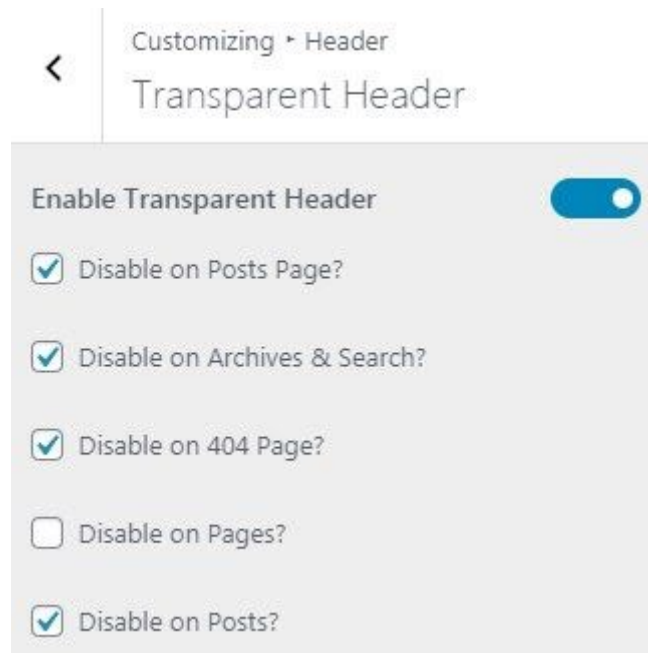 Customizing ▸ Header
Transparent Header
Enable Transparent Header
Disable on Posts Page?
Disable on Archives & Search?
Disable on 404 Page?
Disable on Pages?
Disable on Posts?